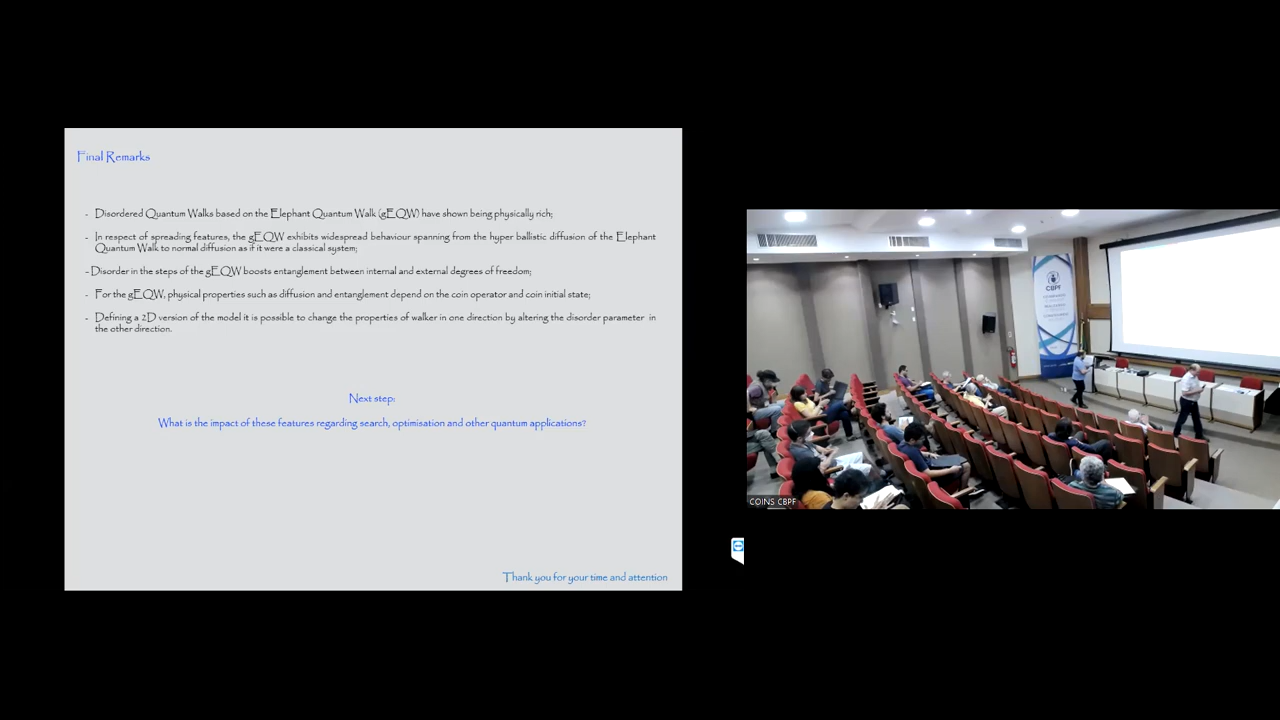 Final Remarks
- Disordered Quantum Walks based on the Elephant Quantum Walk (gEQW) have shown being physically rich;
- In respect of spreading features, the gEQW exhibits widespread behaviour spanning from the hyper ballistic diffusion of the Elephant
Quantum Walk to normal diffusion as if it were a classical system;
- Disorder in the steps of the gEQW boosts entanglement between internal and external degrees of freedom;
- For the gEQW, physical properties such as diffusion and entanglement depend on the coin operator and coin initial state;
- Defining a 2D version of the model it is possible to change the properties of walker in one direction by altering the disorder parameter in
the other direction.
Next step:
What is the impact of these features regarding search, optimisation and other quantum applications?
Thank you for your time and attention
CBPF
COINS CBPF